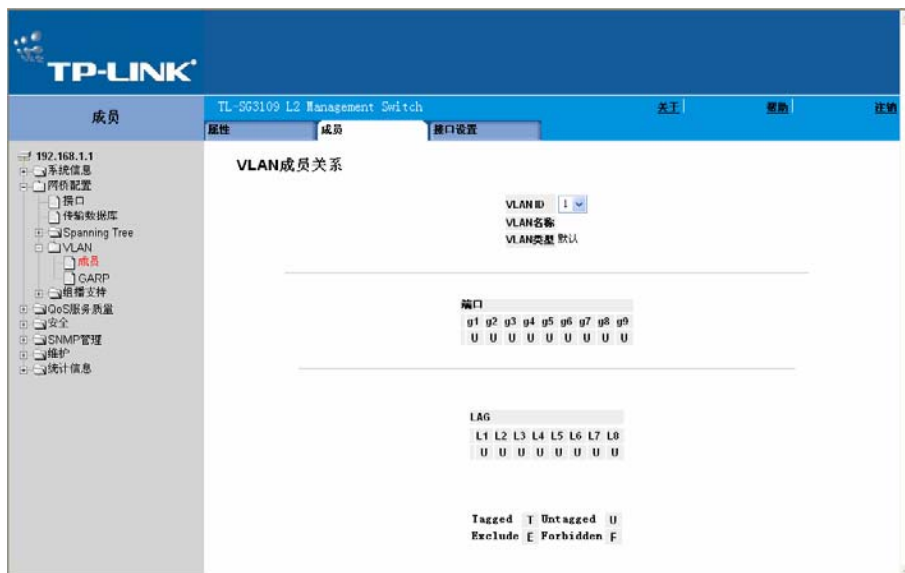 TP-LINK
成员
TL-SG3109 L2 Management Switch
关于
帮助
注销
属性
成员
接口设置
192.168.1.1
系统信息
网桥配置
接口
传输数据库
Spanning Tree
VLAN
成员
GARP
组播支持
QoS服务质量
安全
SNMP管理
维护
统计信息
VLAN成员关系
VLAN ID 1
VLAN名称
VLAN类型 默认
端口
g1 g2 g3 g4 g5 g6 g7 g8 g9
U U U U U U U U U
LAG
L1 L2 L3 L4 L5 L6 L7 L8
U U U U U U U U
Tagged T Untagged U
Exclude E Forbidden F